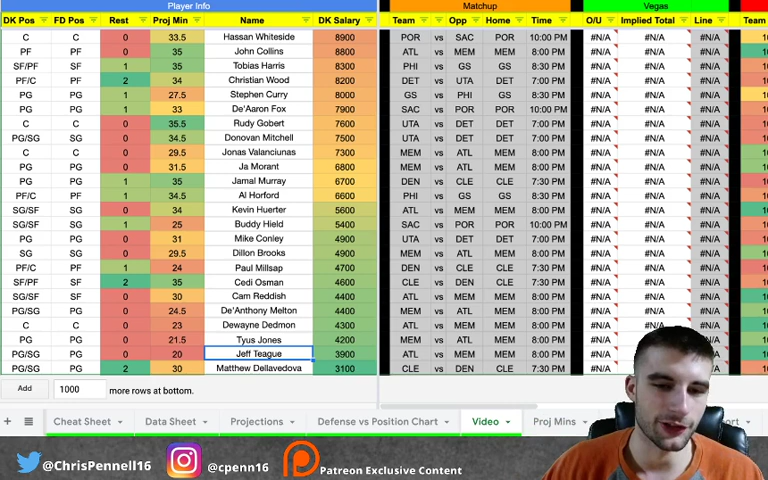 Player Info Matchup Vegas
DK Pos FD Pos Rest Proj Min Name DK Salary Team Opp Home Time O/U Implied Total Line Team
C C 0 33.5 Hassan Whiteside 8900 POR vs SAC POR 10:00 PM #N/A #N/A #N/A
PF PF 0 35 John Collins 8800 ATL vs MEM MEM 8:00 PM #N/A #N/A #N/A
SF/PF SF 1 35 Tobias Harris 8300 PHI vs GS GS 8:30 PM #N/A #N/A #N/A
PF/C C 2 34 Christian Wood 8200 DET vs UTA DET 7:00 PM #N/A #N/A #N/A
PG PG 1 27.5 Stephen Curry 8000 GS vs PHI GS 8:30 PM #N/A #N/A #N/A
PG PG 1 33 De'Aaron Fox 7900 SAC vs POR POR 10:00 PM #N/A #N/A #N/A
C C 0 35.5 Rudy Gobert 7600 UTA vs DET DET 7:00 PM #N/A #N/A #N/A
PG/SG SG 0 34.5 Donovan Mitchell 7500 UTA vs DET DET 7:00 PM #N/A #N/A #N/A
C C 0 29.5 Jonas Valanciunas 7300 MEM vs ATL MEM 8:00 PM #N/A #N/A #N/A
PG PG 0 31.5 Ja Morant 6800 MEM vs ATL MEM 8:00 PM #N/A #N/A #N/A
PG PG 1 35 Jamal Murray 6700 DEN vs CLE CLE 7:30 PM #N/A #N/A #N/A
PF/C PF 1 34.5 Al Horford 6600 PHI vs GS GS 8:30 PM #N/A #N/A #N/A
SG/SF SG 0 34 Kevin Huerter 5600 ATL vs MEM MEM 8:00 PM #N/A #N/A #N/A
SG/SF SG 1 25 Buddy Hield 5400 SAC vs POR POR 10:00 PM #N/A #N/A #N/A
PG PG 0 31 Mike Conley 4900 UTA vs DET DET 7:00 PM #N/A #N/A #N/A
SG SG 0 29.5 Dillon Brooks 4900 MEM vs ATL MEM 8:00 PM #N/A #N/A #N/A
PF/C PF 1 24 Paul Millsap 4700 DEN vs CLE CLE 7:30 PM #N/A #N/A #N/A
SF/PF SF 2 35 Cedi Osman 4600 CLE vs DEN CLE 7:30 PM #N/A #N/A #N/A
SG/SF SF 0 30 Cam Reddish 4400 ATL vs MEM MEM 8:00 PM #N/A #N/A #N/A
PG/SG SG 0 24.5 De'Anthony Melton 4400 MEM vs ATL MEM 8:00 PM #N/A #N/A #N/A
C C 0 23 Dewayne Dedmon 4300 ATL vs MEM MEM 8:00 PM #N/A #N/A #N/A
PG PG 0 21.5 Tyus Jones 4200 MEM vs ATL MEM 8:00 PM #N/A
PG/SG PG 0 20 Jeff Teague 3900 ATL vs MEM MEM 8:00 PM #N/A
PG/SG PG 2 30 Matthew Dellavedova 3100 CLE vs DEN CLE 7:30 PM #N/A
Add 1000 more rows at bottom.
+ Cheat Sheet Data Sheet Projections Defense vs Position Chart Video Proj Mins
@ChrisPennell16 @cpenn16 Patreon Exclusive Content